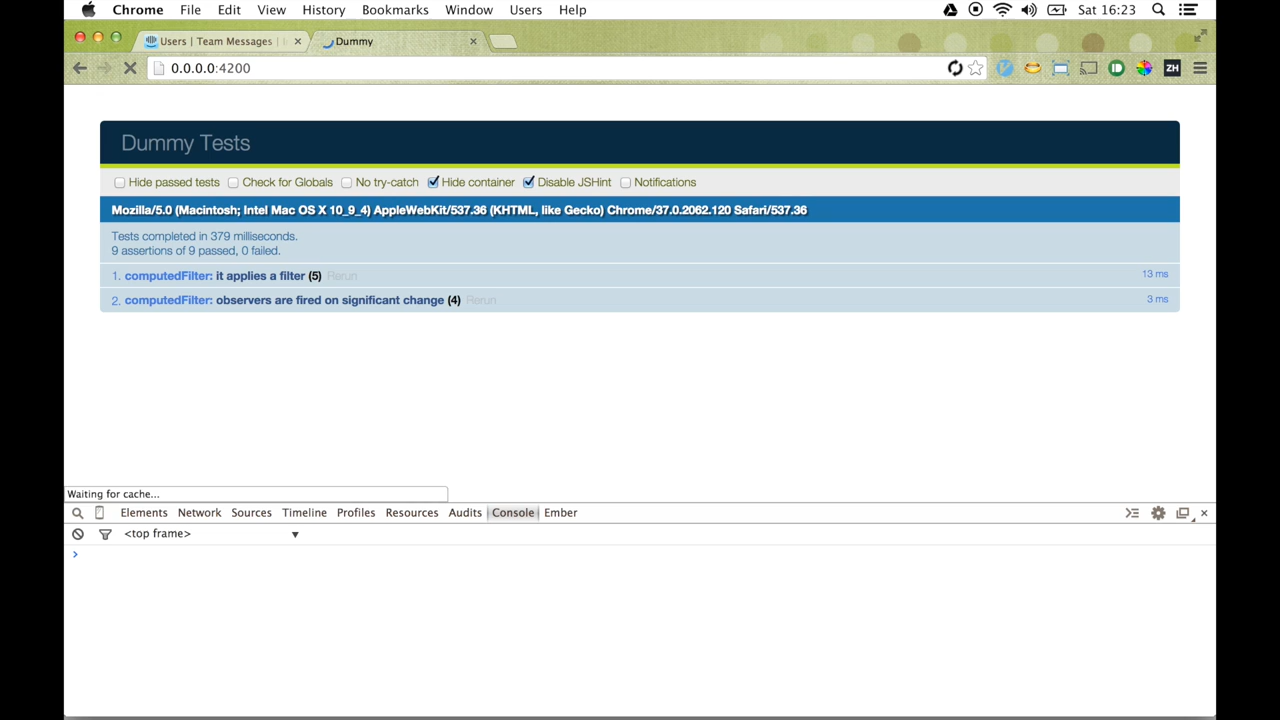 Chrome File Edit View History Bookmarks Window Users Help Sat 16:23
Users | Team Messages | Dummy
0.0.0.0:4200 ZH
Dummy Tests
Hide passed tests Check for Globals No try-catch Hide container Disable JSHint Notifications
Mozilla/5.0 (Macintosh; Intel Mac OS X 10_9_4) AppleWebKit/537.36 (KHTML, like Gecko) Chrome/37.0.2062.120 Safari/537.36
Tests completed in 379 milliseconds.
9 assertions of 9 passed, 0 failed.
1. computedFilter: it applies a filter (5) Rerun 13 ms
2. computedFilter: observers are fired on significant change (4) Rerun 3 ms
Waiting for cache...
Elements Network Sources Timeline Profiles Resources Audits Console Ember
<top frame>